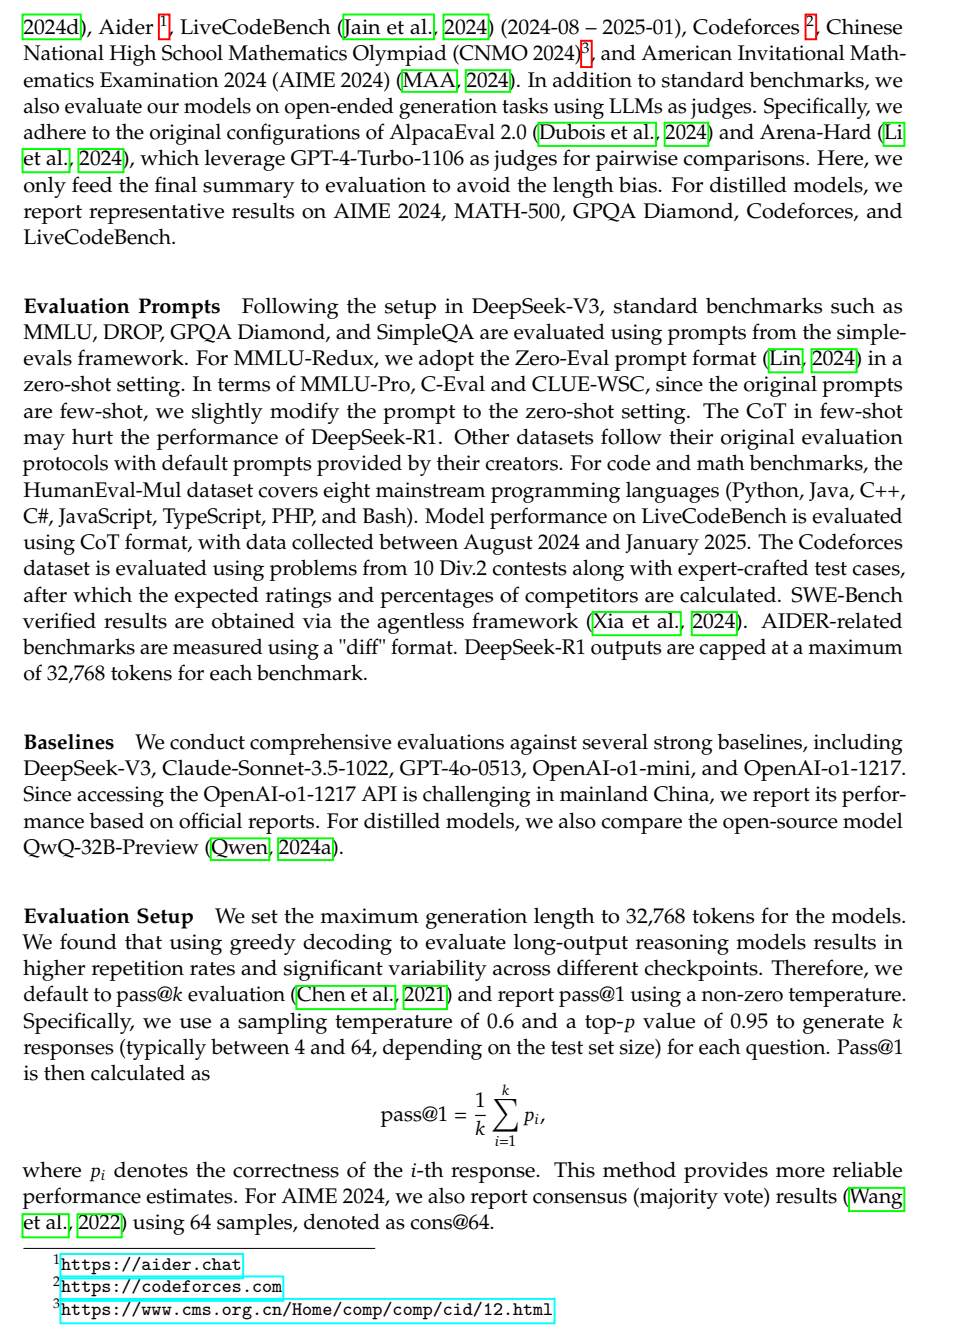 2024d), Aider 1, LiveCodeBench (Jain et al., 2024) (2024-08 – 2025-01), Codeforces 2, Chinese
National High School Mathematics Olympiad (CNMO 2024)3, and American Invitational Math-
ematics Examination 2024 (AIME 2024) (MAA, 2024). In addition to standard benchmarks, we
also evaluate our models on open-ended generation tasks using LLMs as judges. Specifically, we
adhere to the original configurations of AlpacaEval 2.0 (Dubois et al., 2024) and Arena-Hard (Li
et al., 2024), which leverage GPT-4-Turbo-1106 as judges for pairwise comparisons. Here, we
only feed the final summary to evaluation to avoid the length bias. For distilled models, we
report representative results on AIME 2024, MATH-500, GPQA Diamond, Codeforces, and
LiveCodeBench.
Evaluation Prompts Following the setup in DeepSeek-V3, standard benchmarks such as
MMLU, DROP, GPQA Diamond, and SimpleQA are evaluated using prompts from the simple-
evals framework. For MMLU-Redux, we adopt the Zero-Eval prompt format (Lin, 2024) in a
zero-shot setting. In terms of MMLU-Pro, C-Eval and CLUE-WSC, since the original prompts
are few-shot, we slightly modify the prompt to the zero-shot setting. The CoT in few-shot
may hurt the performance of DeepSeek-R1. Other datasets follow their original evaluation
protocols with default prompts provided by their creators. For code and math benchmarks, the
HumanEval-Mul dataset covers eight mainstream programming languages (Python, Java, C++,
C#, JavaScript, TypeScript, PHP, and Bash). Model performance on LiveCodeBench is evaluated
using CoT format, with data collected between August 2024 and January 2025. The Codeforces
dataset is evaluated using problems from 10 Div.2 contests along with expert-crafted test cases,
after which the expected ratings and percentages of competitors are calculated. SWE-Bench
verified results are obtained via the agentless framework (Xia et al., 2024). AIDER-related
benchmarks are measured using a "diff" format. DeepSeek-R1 outputs are capped at a maximum
of 32,768 tokens for each benchmark.
Baselines We conduct comprehensive evaluations against several strong baselines, including
DeepSeek-V3, Claude-Sonnet-3.5-1022, GPT-4o-0513, OpenAI-o1-mini, and OpenAI-o1-1217.
Since accessing the OpenAI-o1-1217 API is challenging in mainland China, we report its perfor-
mance based on official reports. For distilled models, we also compare the open-source model
QwQ-32B-Preview (Qwen, 2024a).
Evaluation Setup We set the maximum generation length to 32,768 tokens for the models.
We found that using greedy decoding to evaluate long-output reasoning models results in
higher repetition rates and significant variability across different checkpoints. Therefore, we
default to pass@k evaluation (Chen et al., 2021) and report pass@1 using a non-zero temperature.
Specifically, we use a sampling temperature of 0.6 and a top-p value of 0.95 to generate k
responses (typically between 4 and 64, depending on the test set size) for each question. Pass@1
is then calculated as
pass@1 = 1/k ∑_{i=1}^{k} p_i,
where p_i denotes the correctness of the i-th response. This method provides more reliable
performance estimates. For AIME 2024, we also report consensus (majority vote) results (Wang
et al., 2022) using 64 samples, denoted as cons@64.
1https://aider.chat
2https://codeforces.com
3https://www.cms.org.cn/Home/comp/comp/cid/12.html